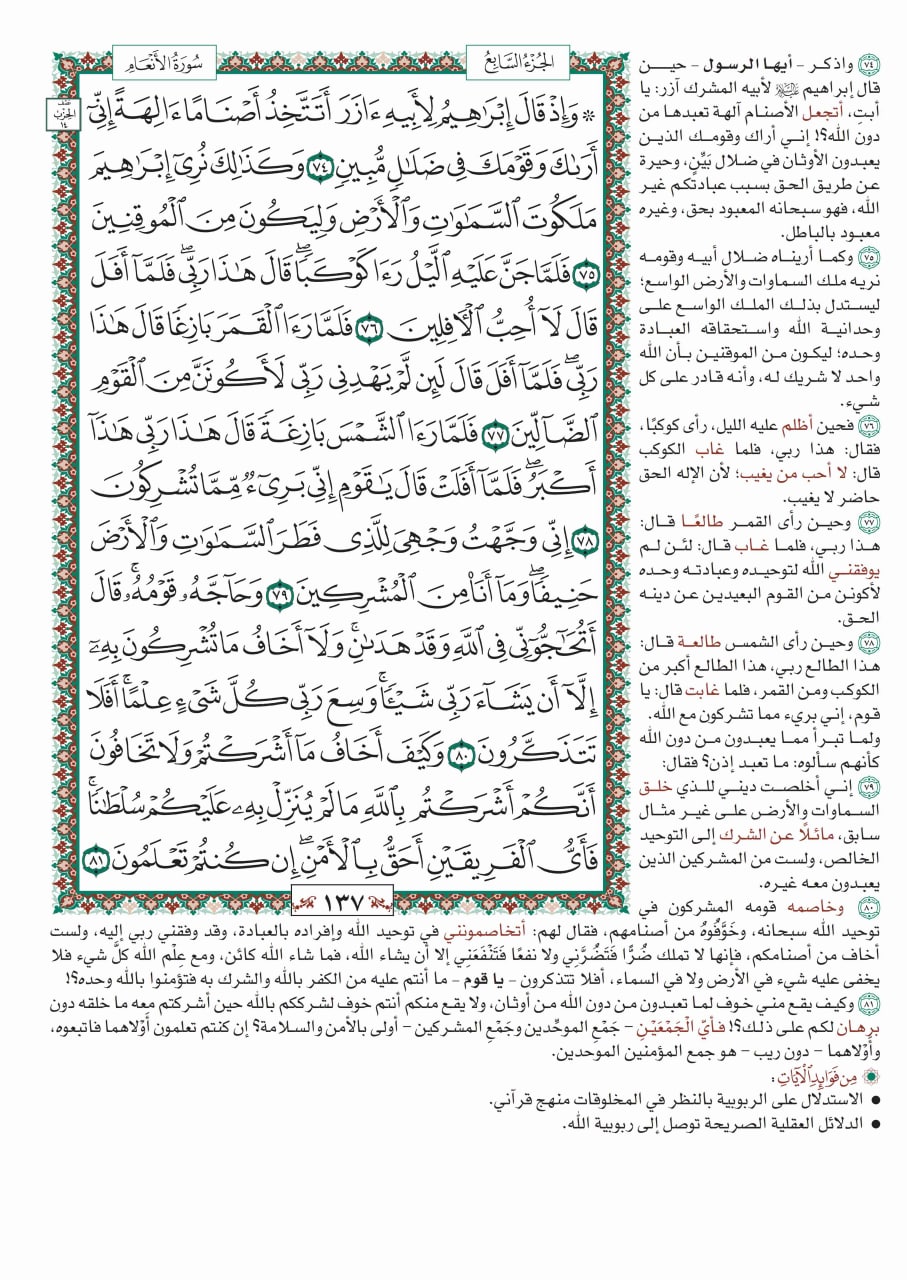 سُورَةُ الأَنْعَامِ
الجُزْءُ السَّابِعُ
نصف
الحزب
١٤
۞ وَإِذْ قَالَ إِبْرَٰهِيمُ لِأَبِيهِ ءَازَرَ أَتَتَّخِذُ أَصْنَامًا ءَالِهَةً إِنِّيٓ
أَرَىٰكَ وَقَوْمَكَ فِي ضَلَٰلٖ مُّبِينٖ ٧٤ وَكَذَٰلِكَ نُرِيٓ إِبْرَٰهِيمَ
مَلَكُوتَ ٱلسَّمَٰوَٰتِ وَٱلْأَرْضِ وَلِيَكُونَ مِنَ ٱلْمُوقِنِينَ
٧٥ فَلَمَّا جَنَّ عَلَيْهِ ٱلَّيْلُ رَءَا كَوْكَبٗاۖ قَالَ هَٰذَا رَبِّيۖ فَلَمَّآ أَفَلَ
قَالَ لَآ أُحِبُّ ٱلْأٓفِلِينَ ٧٦ فَلَمَّا رَءَا ٱلْقَمَرَ بَازِغٗا قَالَ هَٰذَا
رَبِّيۖ فَلَمَّآ أَفَلَ قَالَ لَئِن لَّمْ يَهْدِنِي رَبِّي لَأَكُونَنَّ مِنَ ٱلْقَوْمِ
ٱلضَّآلِّينَ ٧٧ فَلَمَّا رَءَا ٱلشَّمْسَ بَازِغَةٗ قَالَ هَٰذَا رَبِّي هَٰذَآ
أَكْبَرُۖ فَلَمَّآ أَفَلَتْ قَالَ يَٰقَوْمِ إِنِّي بَرِيٓءٞ مِّمَّا تُشْرِكُونَ
٧٨ إِنِّي وَجَّهْتُ وَجْهِيَ لِلَّذِي فَطَرَ ٱلسَّمَٰوَٰتِ وَٱلْأَرْضَ
حَنِيفٗاۖ وَمَآ أَنَا۠ مِنَ ٱلْمُشْرِكِينَ ٧٩ وَحَآجَّهُۥ قَوْمُهُۥۚ قَالَ
أَتُحَٰٓجُّوٓنِّي فِي ٱللَّهِ وَقَدْ هَدَىٰنِۚ وَلَآ أَخَافُ مَا تُشْرِكُونَ بِهِۦٓ
إِلَّآ أَن يَشَآءَ رَبِّي شَيْـٔٗاۚ وَسِعَ رَبِّي كُلَّ شَيْءٍ عِلْمًاۚ أَفَلَا
تَتَذَكَّرُونَ ٨٠ وَكَيْفَ أَخَافُ مَآ أَشْرَكْتُمْ وَلَا تَخَافُونَ
أَنَّكُمْ أَشْرَكْتُم بِٱللَّهِ مَا لَمْ يُنَزِّلْ بِهِۦ عَلَيْكُمْ سُلْطَٰنٗاۚ
فَأَيُّ ٱلْفَرِيقَيْنِ أَحَقُّ بِٱلْأَمْنِۖ إِن كُنتُمْ تَعْلَمُونَ ٨١
١٣٧
٧٤ واذكر - أيها الرسول - حيـن
قال إبراهيم ﵇ لأبيه المشرك آزر: يا
أبتِ، أتجعل الأصنام آلهة تعبدها من
دون الله؟! إني أراك وقومك الذين
يعبدون الأوثان في ضلال بَيِّنٍ، وحيرة
عن طريق الحق بسبب عبادتكم غير
الله، فهو سبحانه المعبود بحق، وغيره
معبود بالباطل.
٧٥ وكما أريناه ضلال أبيه وقومه
نريه ملك السماوات والأرض الواسع؛
ليستدل بذلك الملك الواسع على
وحدانية الله واستحقاقه العبادة
وحده؛ ليكون من الموقنين بأن الله
واحد لا شريك له، وأنه قادر على كل
شيء.
٧٦ فحين أظلم عليه الليل، رأى كوكبًا،
فقال: هذا ربي، فلما غاب الكوكب
قال: لا أحب من يغيب؛ لأن الإله الحق
حاضر لا يغيب.
٧٧ وحين رأى القمر طالعًا قال:
هذا ربي، فلما غاب قال: لئن لم
يوفقني الله لتوحيده وعبادته وحده
لأكونن من القوم البعيدين عن دينه
الحق.
٧٨ وحين رأى الشمس طالعة قال:
هذا الطالع ربي، هذا الطالع أكبر من
الكوكب ومن القمر، فلما غابت قال: يا
قوم، إني بريء مما تشركون مع الله.
ولما تبرأ مما يعبدون من دون الله
كأنهم سألوه: ما تعبد إذن؟ فقال:
٧٩ إني أخلصت ديني للذي خلق
السماوات والأرض على غير مثال
سابق، مائلًا عن الشرك إلى التوحيد
الخالص، ولست من المشركين الذين
يعبدون معه غيره.
٨٠ وخاصمه قومه المشركون في
توحيد الله سبحانه، وخَوَّفُوهُ من أصنامهم، فقال لهم: أتخاصمونني في توحيد الله وإفراده بالعبادة، وقد وفقني ربي إليه، ولست
أخاف من أصنامكم، فإنها لا تملك ضُرًّا فَتَضُرَّنِي ولا نفعًا فَتَنْفَعَنِي إلا أن يشاء الله، فما شاء الله كائن، ومع عِلْم الله كلَّ شيء فلا
يخفى عليه شيء في الأرض ولا في السماء، أفلا تتذكرون - يا قوم - ما أنتم عليه من الكفر بالله والشرك به فتؤمنوا بالله وحده؟!
٨١ وكيف يقع مني خوف لما تعبدون من دون الله من أوثان، ولا يقع منكم أنتم خوف لشرككم بالله حين أشركتم معه ما خلقه دون
برهان لكم على ذلك؟! فأيّ الْجَمْعَيْنِ - جَمْعِ الموحِّدين وجَمْعِ المشركين - أولى بالأمن والسلامة؟ إن كنتم تعلمون أَوْلاهما فاتبعوه،
وأَوْلاهما - دون ريب - هو جمع المؤمنين الموحدين.
مِن فَوَائِدِ الْآيَاتِ:
● الاستدلال على الربوبية بالنظر في المخلوقات منهج قرآني.
● الدلائل العقلية الصريحة توصل إلى ربوبية الله.